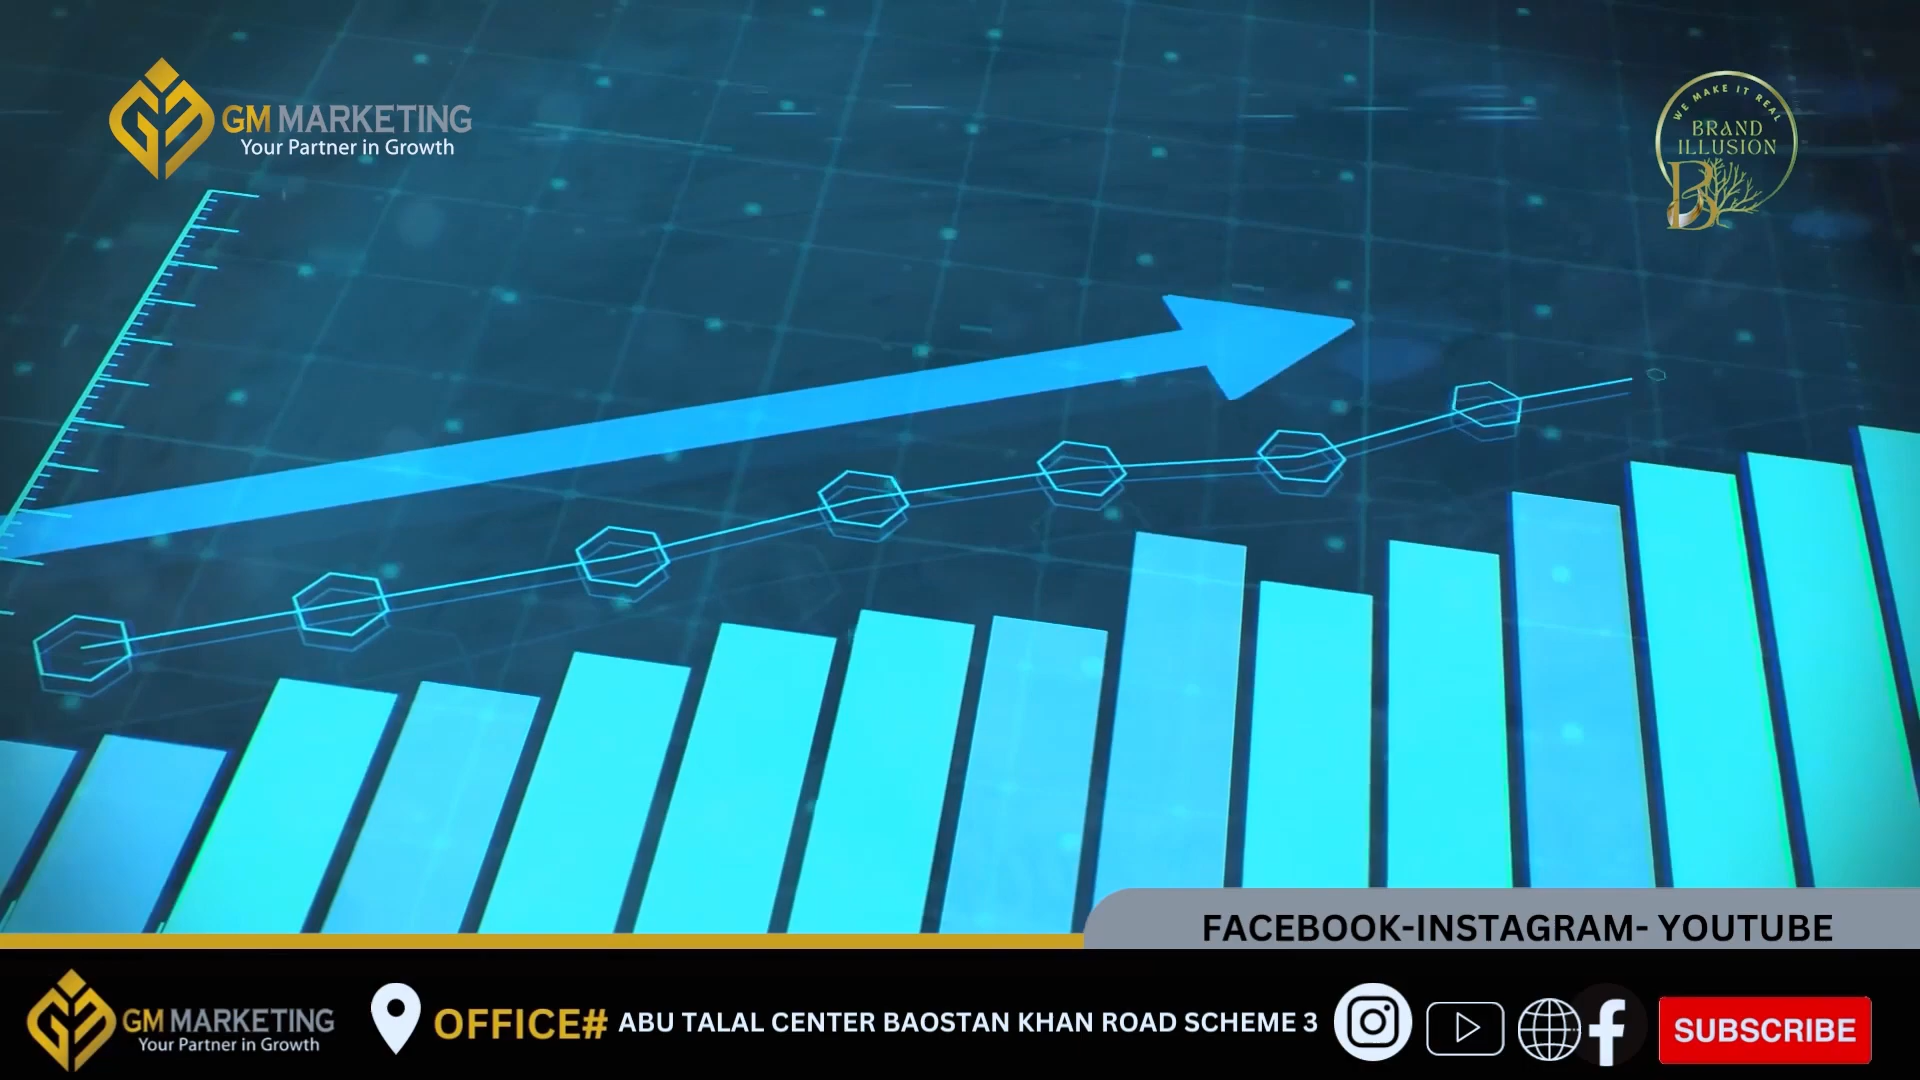 GM MARKETING
Your Partner in Growth
WE MAKE IT REAL
BRAND
ILLUSION
B
FACEBOOK-INSTAGRAM- YOUTUBE
GM MARKETING
Your Partner in Growth
OFFICE# ABU TALAL CENTER BAOSTAN KHAN ROAD SCHEME 3
SUBSCRIBE